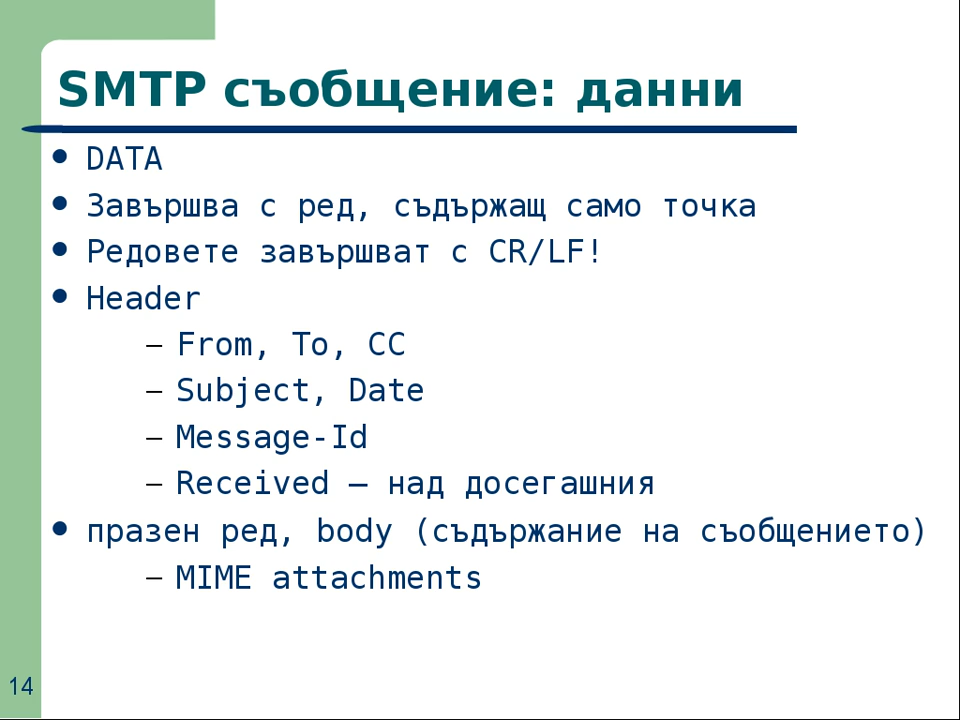 SMTP съобщение: данни
● DATA
● Завършва с ред, съдържащ само точка
● Редовете завършват с CR/LF!
● Header
– From, To, CC
– Subject, Date
– Message-Id
– Received – над досегашния
● празен ред, body (съдържание на съобщението)
– MIME attachments
14